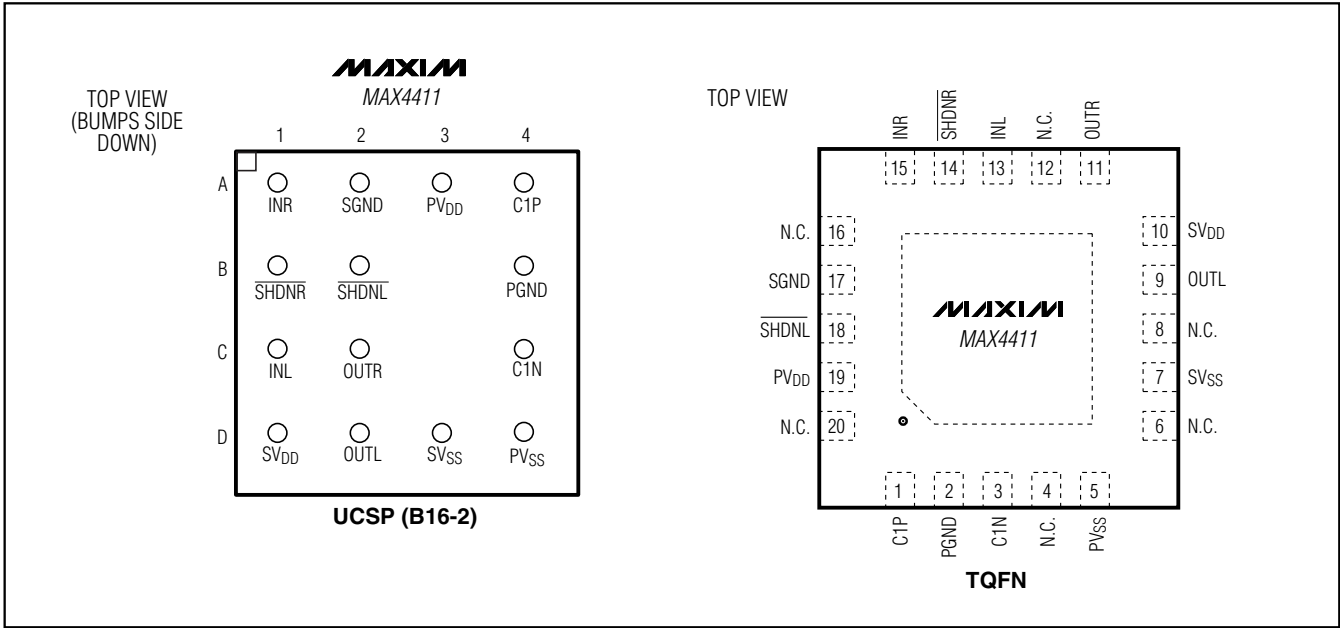 MAXIM
MAX4411
TOP VIEW
(BUMPS SIDE
DOWN)
1 2 3 4
A
INR SGND PVDD C1P
B
SHDNR SHDNL PGND
C
INL OUTR C1N
D
SVDD OUTL SVSS PVSS
UCSP (B16-2)
TOP VIEW
INR SHDNR INL N.C. OUTR
15 14 13 12 11
N.C. 16 10 SVDD
SGND 17 9 OUTL
MAXIM
MAX4411
SHDNL 18 8 N.C.
PVDD 19 7 SVSS
N.C. 20 6 N.C.
1 2 3 4 5
C1P PGND C1N N.C. PVSS
TQFN